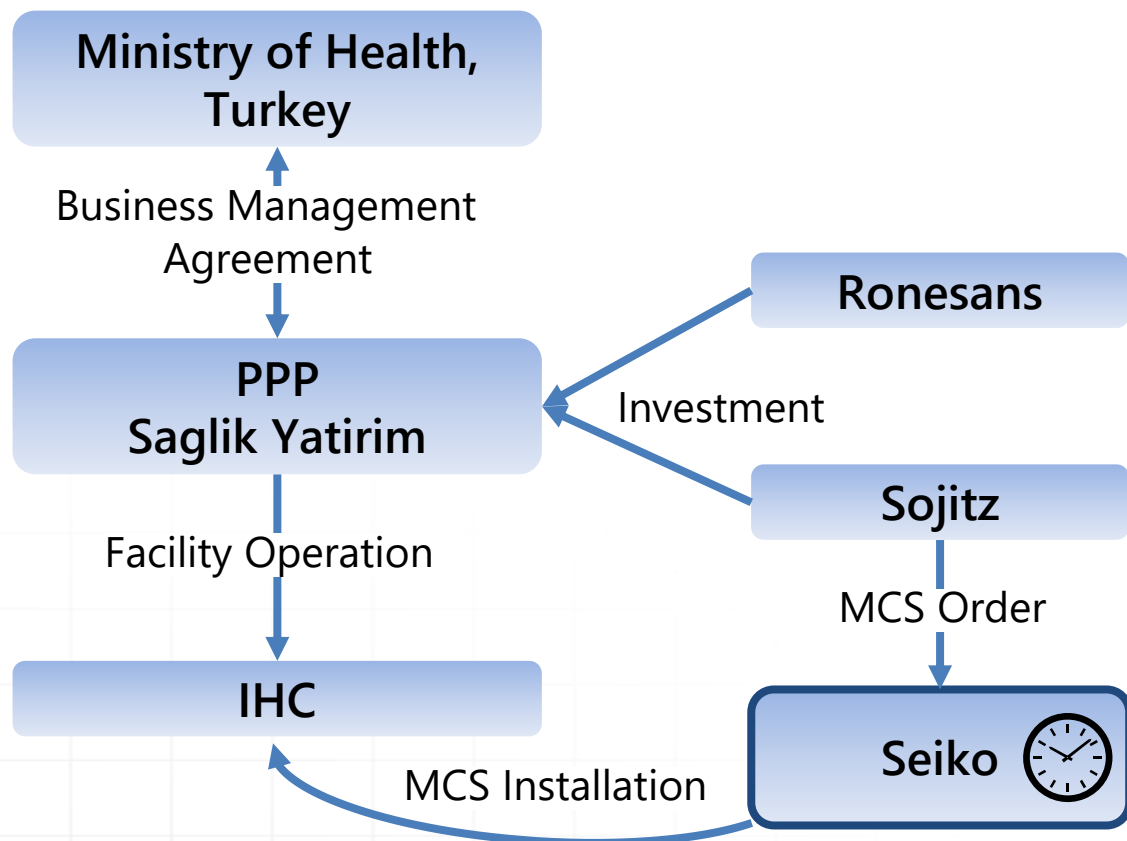 Ministry of Health,
Turkey
Business Management
Agreement
PPP
Saglik Yatirim
Facility Operation
IHC
Ronesans
Investment
Sojitz
MCS Order
Seiko
MCS Installation